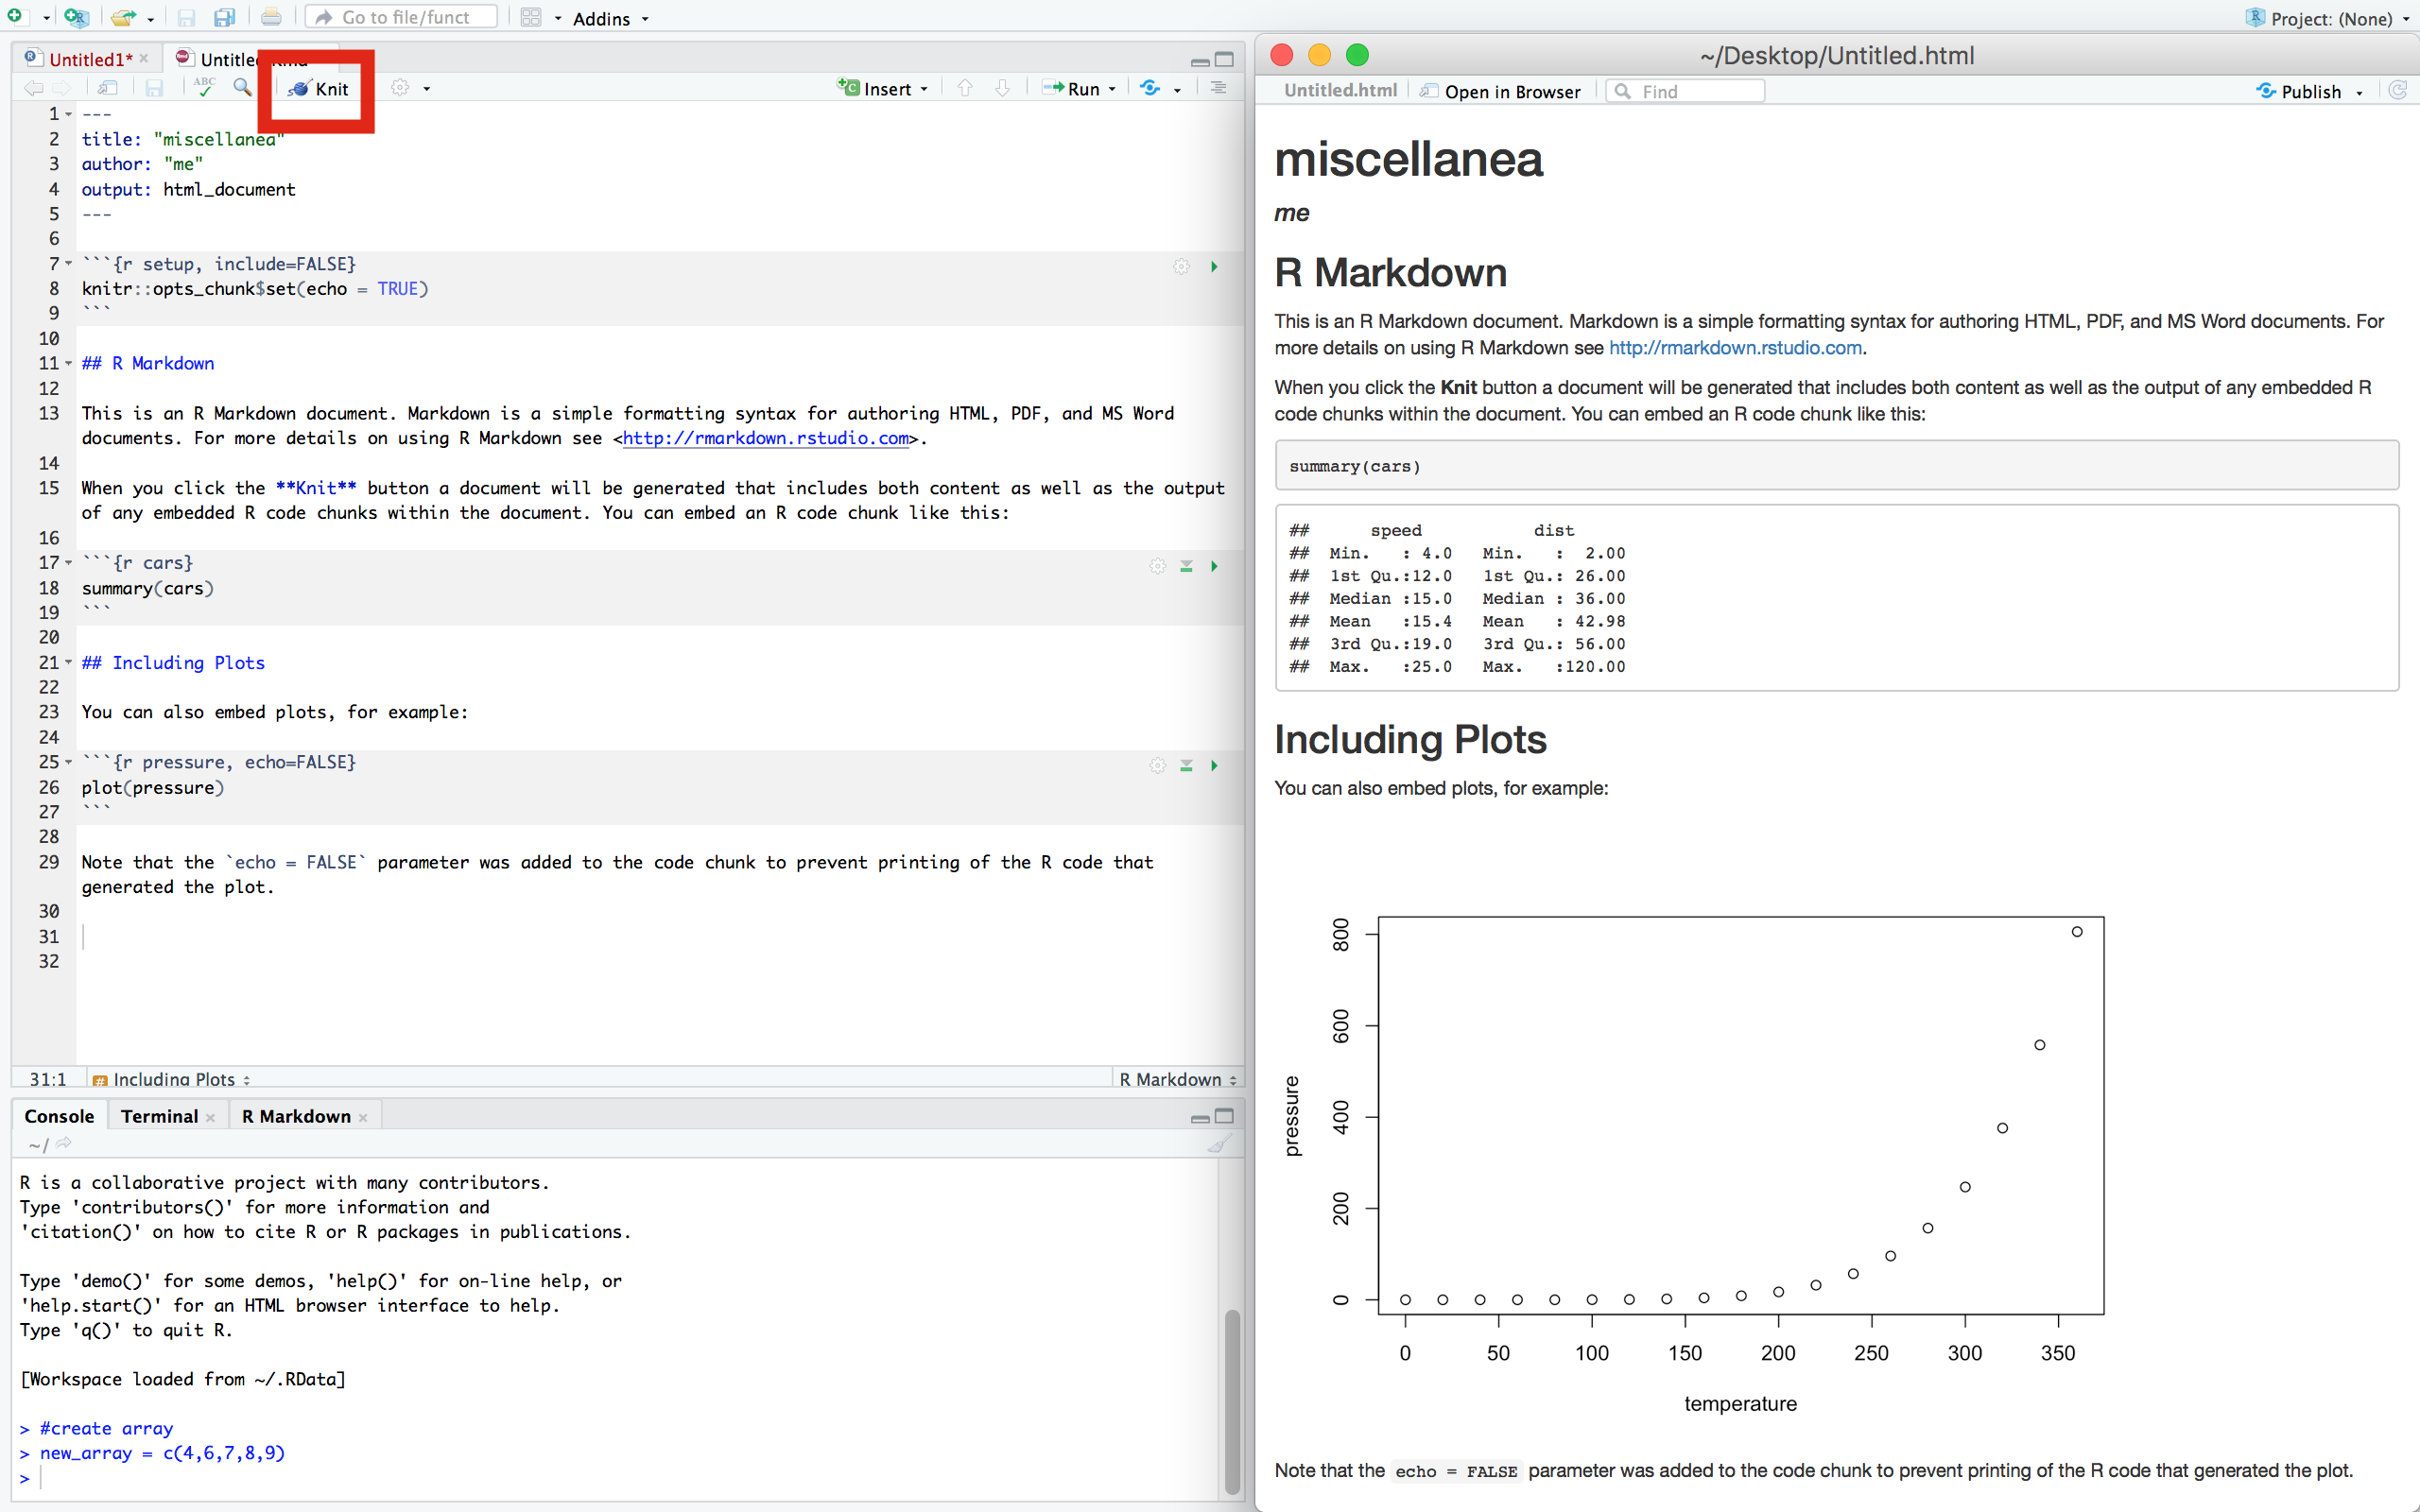 Go to file/funct
Addins
Project: (None)
Untitled1*
ABC
Knit
Insert
Run
1 ---
2 title: "miscellanea"
3 author: "me"
4 output: html_document
5 ---
6
7 ```{r setup, include=FALSE}
8 knitr::opts_chunk$set(echo = TRUE)
9 ```
10
11 ## R Markdown
12
13 This is an R Markdown document. Markdown is a simple formatting syntax for authoring HTML, PDF, and MS Word
documents. For more details on using R Markdown see <http://rmarkdown.rstudio.com>.
14
15 When you click the **Knit** button a document will be generated that includes both content as well as the output
of any embedded R code chunks within the document. You can embed an R code chunk like this:
16
17 ```{r cars}
18 summary(cars)
19 ```
20
21 ## Including Plots
22
23 You can also embed plots, for example:
24
25 ```{r pressure, echo=FALSE}
26 plot(pressure)
27 ```
28
29 Note that the `echo = FALSE` parameter was added to the code chunk to prevent printing of the R code that
generated the plot.
30
31
32
31:1 # Including Plots R Markdown
Console Terminal R Markdown
~/
R is a collaborative project with many contributors.
Type 'contributors()' for more information and
'citation()' on how to cite R or R packages in publications.
Type 'demo()' for some demos, 'help()' for on-line help, or
'help.start()' for an HTML browser interface to help.
Type 'q()' to quit R.
[Workspace loaded from ~/.RData]
> #create array
> new_array = c(4,6,7,8,9)
>
~/Desktop/Untitled.html
Untitled.html Open in Browser Find Publish
miscellanea
me
R Markdown
This is an R Markdown document. Markdown is a simple formatting syntax for authoring HTML, PDF, and MS Word documents. For
more details on using R Markdown see http://rmarkdown.rstudio.com.
When you click the Knit button a document will be generated that includes both content as well as the output of any embedded R
code chunks within the document. You can embed an R code chunk like this:
summary(cars)
##      speed           dist
##  Min.   : 4.0   Min.   :  2.00
##  1st Qu.:12.0   1st Qu.: 26.00
##  Median :15.0   Median : 36.00
##  Mean   :15.4   Mean   : 42.98
##  3rd Qu.:19.0   3rd Qu.: 56.00
##  Max.   :25.0   Max.   :120.00
Including Plots
You can also embed plots, for example:
800
600
400
200
0
pressure
0 50 100 150 200 250 300 350
temperature
Note that the echo = FALSE parameter was added to the code chunk to prevent printing of the R code that generated the plot.